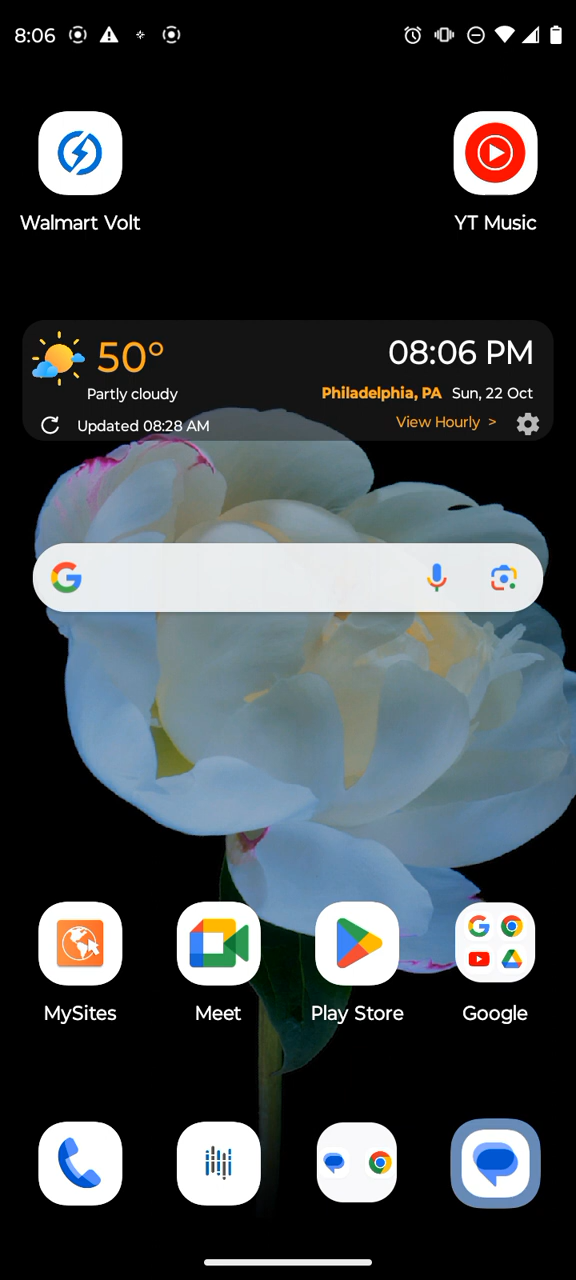 8:06
Walmart Volt
YT Music
50°
08:06 PM
Partly cloudy
Philadelphia, PA Sun, 22 Oct
Updated 08:28 AM
View Hourly >
MySites
Meet
Play Store
Google